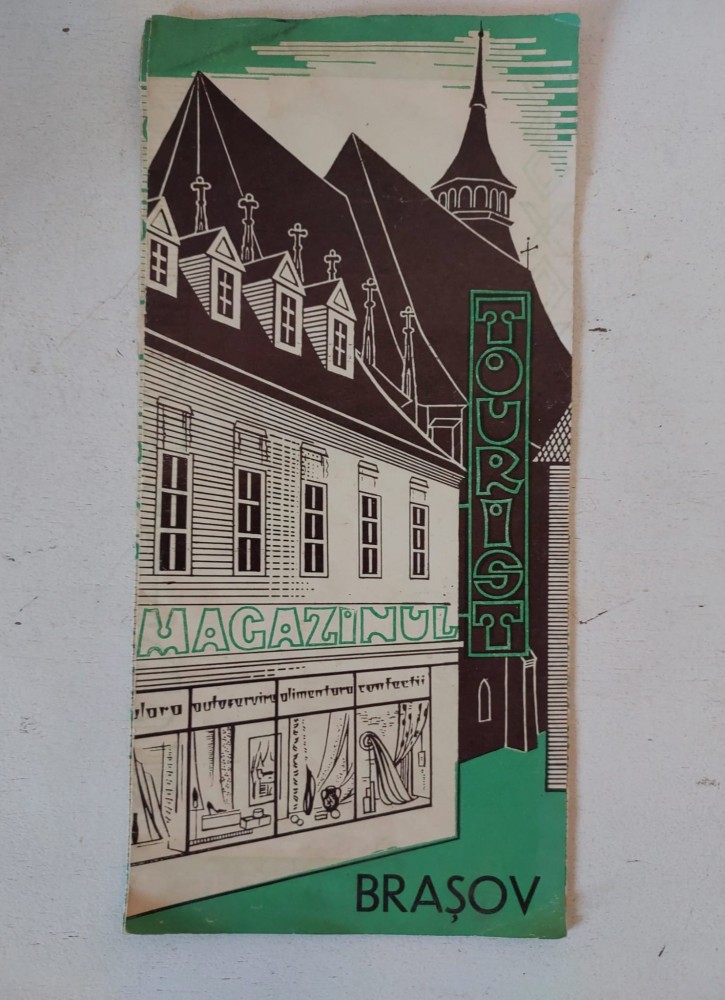 TOURIST
MAGAZINUL
autoservire alimentara confectii
BRAȘOV